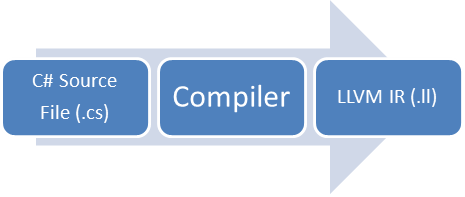 C# Source
File (.cs)
Compiler
LLVM IR (.ll)